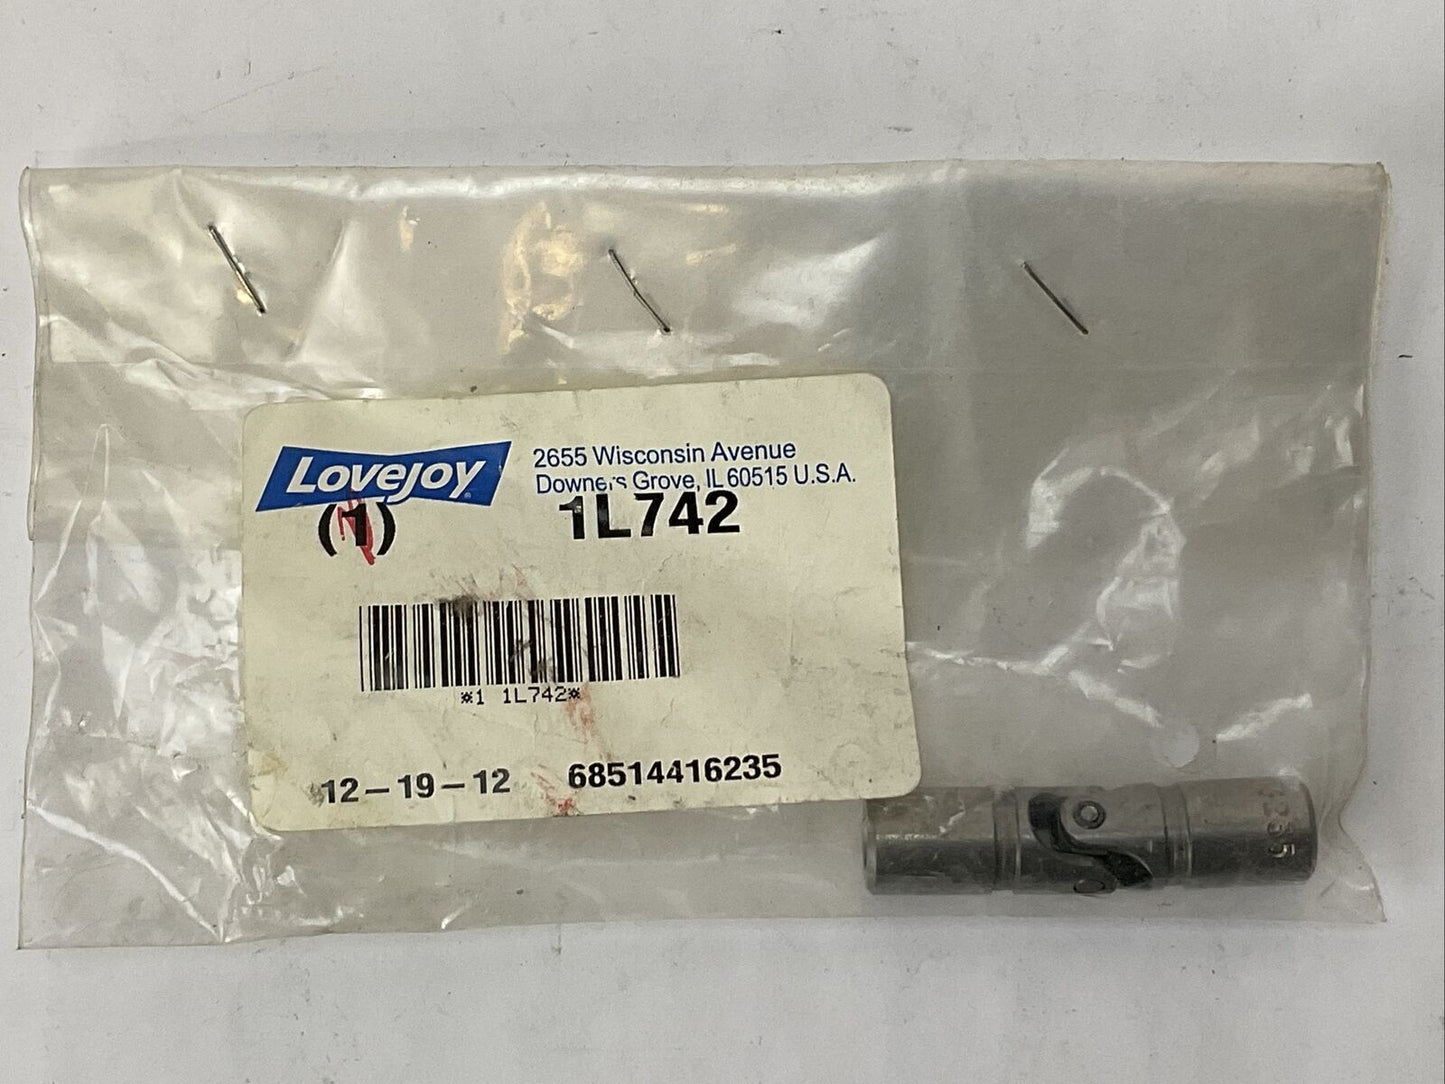 Lovejoy®
2655 Wisconsin Avenue
Downers Grove, IL 60515 U.S.A.
(1) 1L742
*1 1L742*
12-19-12 68514416235